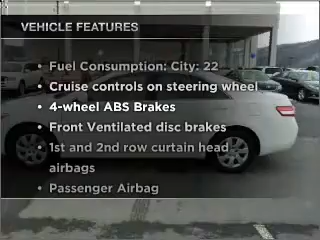 VEHICLE FEATURES
• Fuel Consumption: City: 22
• Cruise controls on steering wheel
• 4-wheel ABS Brakes
• Front Ventilated disc brakes
• 1st and 2nd row curtain head
airbags
• Passenger Airbag